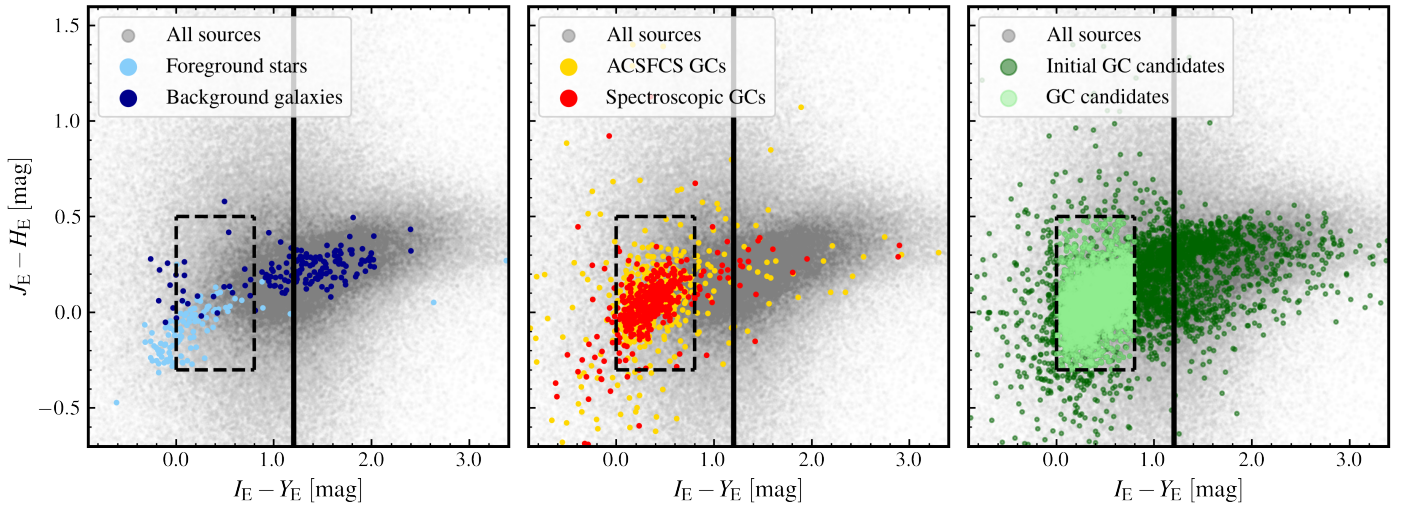 All sources
Foreground stars
Background galaxies
All sources
ACSFCS GCs
Spectroscopic GCs
All sources
Initial GC candidates
GC candidates
1.5
1.0
0.5
0.0
−0.5
J_E − H_E [mag]
0.0 1.0 2.0 3.0
0.0 1.0 2.0 3.0
0.0 1.0 2.0 3.0
I_E − Y_E [mag]
I_E − Y_E [mag]
I_E − Y_E [mag]